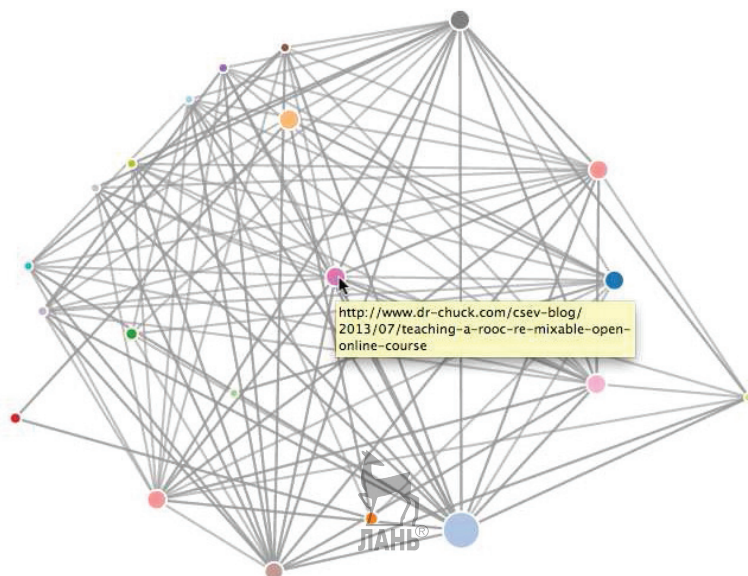 http://www.dr-chuck.com/csev-blog/
2013/07/teaching-a-rooc-re-mixable-open-
online-course
ЛАНЬ®